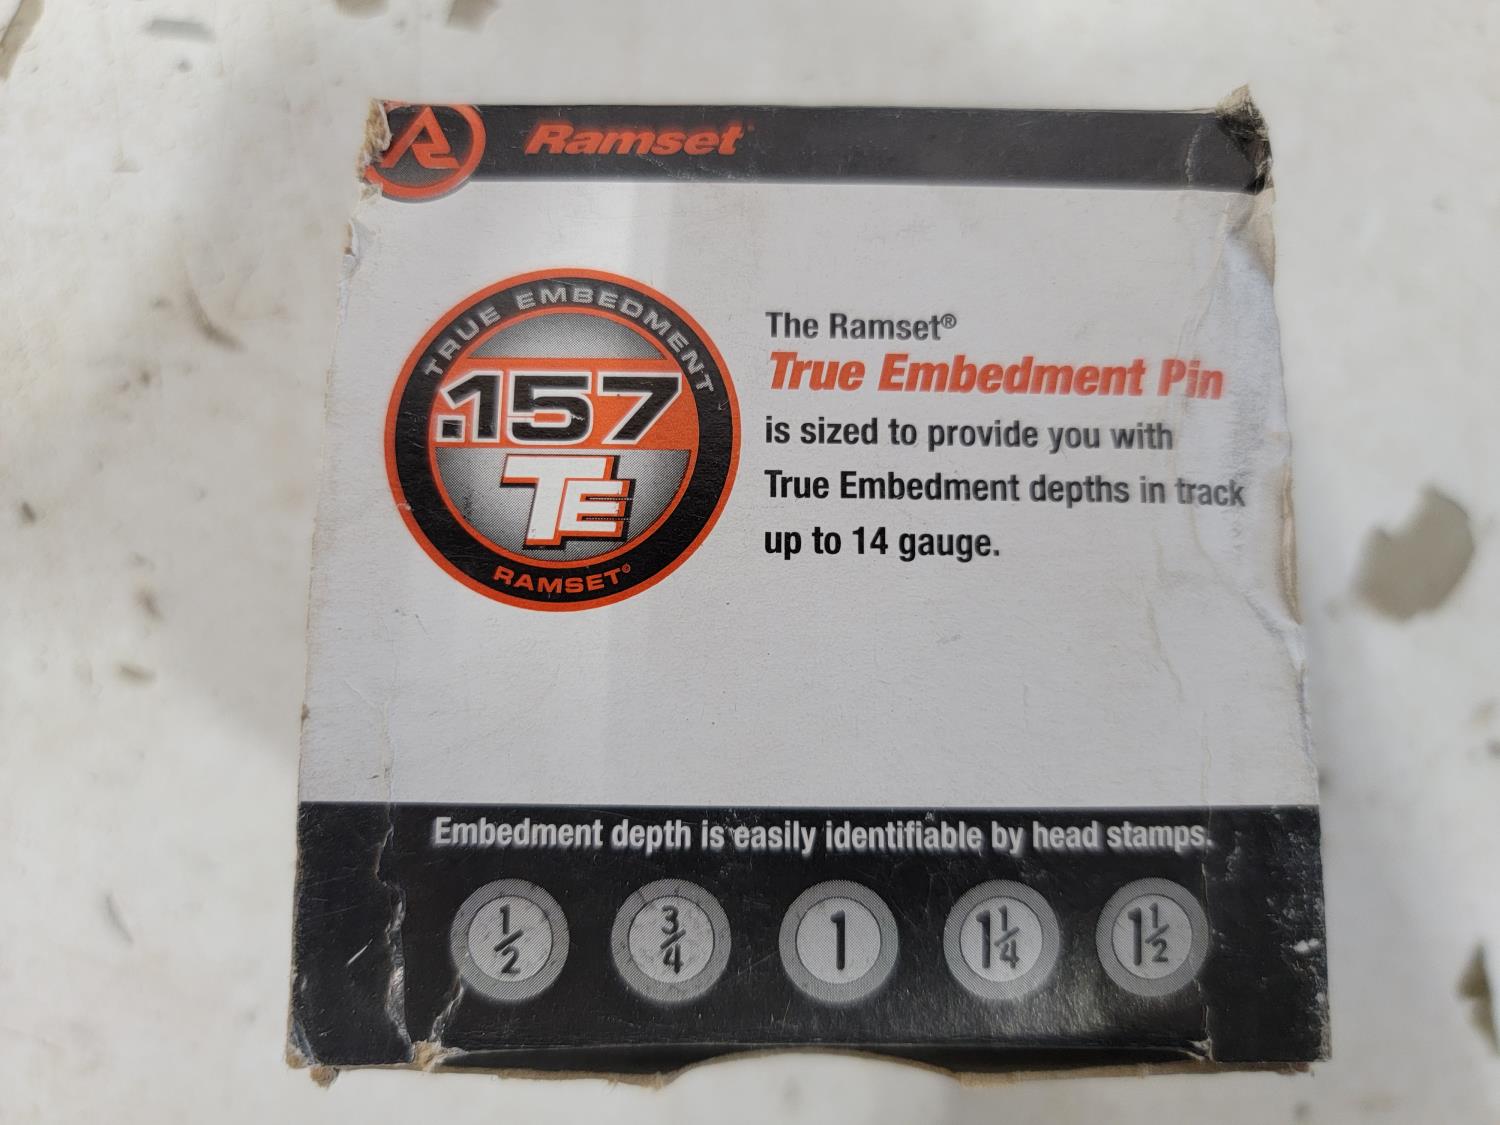 Ramset
TRUE EMBEDMENT
.157
TE
RAMSET®
The Ramset®
True Embedment Pin
is sized to provide you with
True Embedment depths in track
up to 14 gauge.
Embedment depth is easily identifiable by head stamps.
1/2 3/4 1 1 1/4 1 1/2